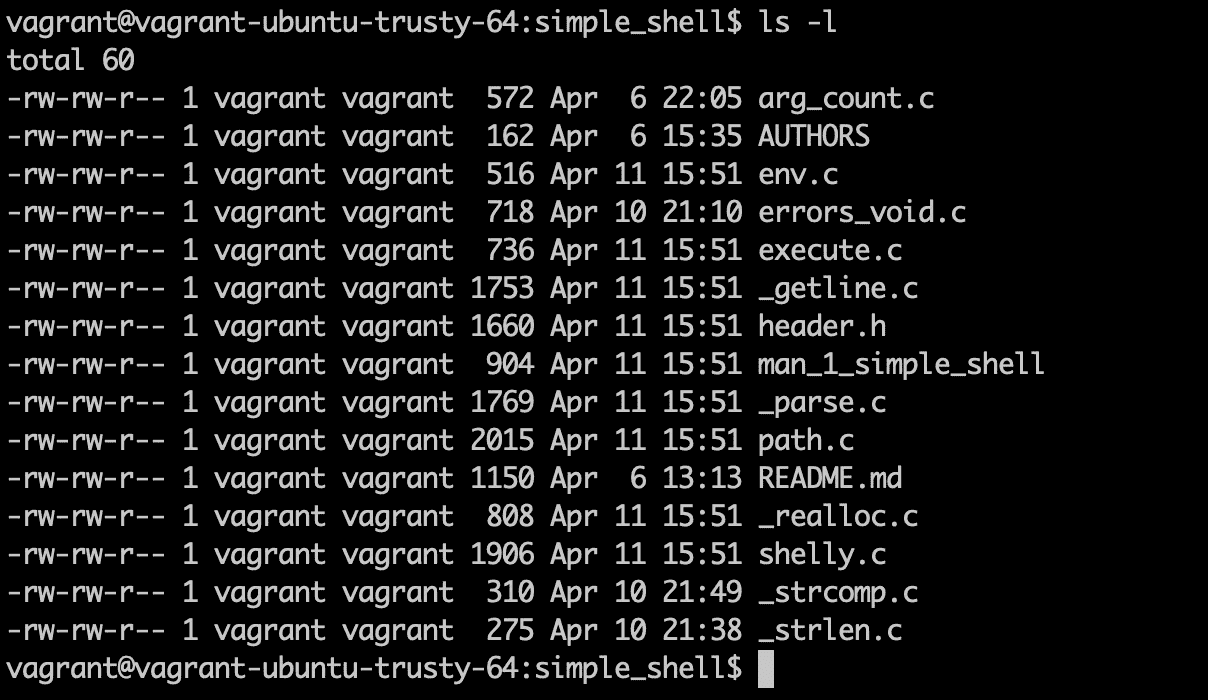 vagrant@vagrant-ubuntu-trusty-64:simple_shell$ ls -l
total 60
-rw-rw-r-- 1 vagrant vagrant  572 Apr  6 22:05 arg_count.c
-rw-rw-r-- 1 vagrant vagrant  162 Apr  6 15:35 AUTHORS
-rw-rw-r-- 1 vagrant vagrant  516 Apr 11 15:51 env.c
-rw-rw-r-- 1 vagrant vagrant  718 Apr 10 21:10 errors_void.c
-rw-rw-r-- 1 vagrant vagrant  736 Apr 11 15:51 execute.c
-rw-rw-r-- 1 vagrant vagrant 1753 Apr 11 15:51 _getline.c
-rw-rw-r-- 1 vagrant vagrant 1660 Apr 11 15:51 header.h
-rw-rw-r-- 1 vagrant vagrant  904 Apr 11 15:51 man_1_simple_shell
-rw-rw-r-- 1 vagrant vagrant 1769 Apr 11 15:51 _parse.c
-rw-rw-r-- 1 vagrant vagrant 2015 Apr 11 15:51 path.c
-rw-rw-r-- 1 vagrant vagrant 1150 Apr  6 13:13 README.md
-rw-rw-r-- 1 vagrant vagrant  808 Apr 11 15:51 _realloc.c
-rw-rw-r-- 1 vagrant vagrant 1906 Apr 11 15:51 shelly.c
-rw-rw-r-- 1 vagrant vagrant  310 Apr 10 21:49 _strcomp.c
-rw-rw-r-- 1 vagrant vagrant  275 Apr 10 21:38 _strlen.c
vagrant@vagrant-ubuntu-trusty-64:simple_shell$